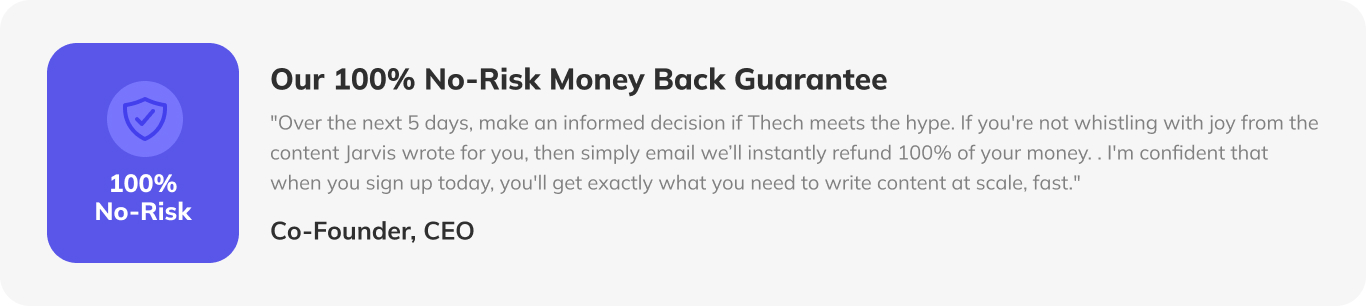 100%
No-Risk
Our 100% No-Risk Money Back Guarantee
"Over the next 5 days, make an informed decision if Thech meets the hype. If you're not whistling with joy from the
content Jarvis wrote for you, then simply email we'll instantly refund 100% of your money. . I'm confident that
when you sign up today, you'll get exactly what you need to write content at scale, fast."
Co-Founder, CEO